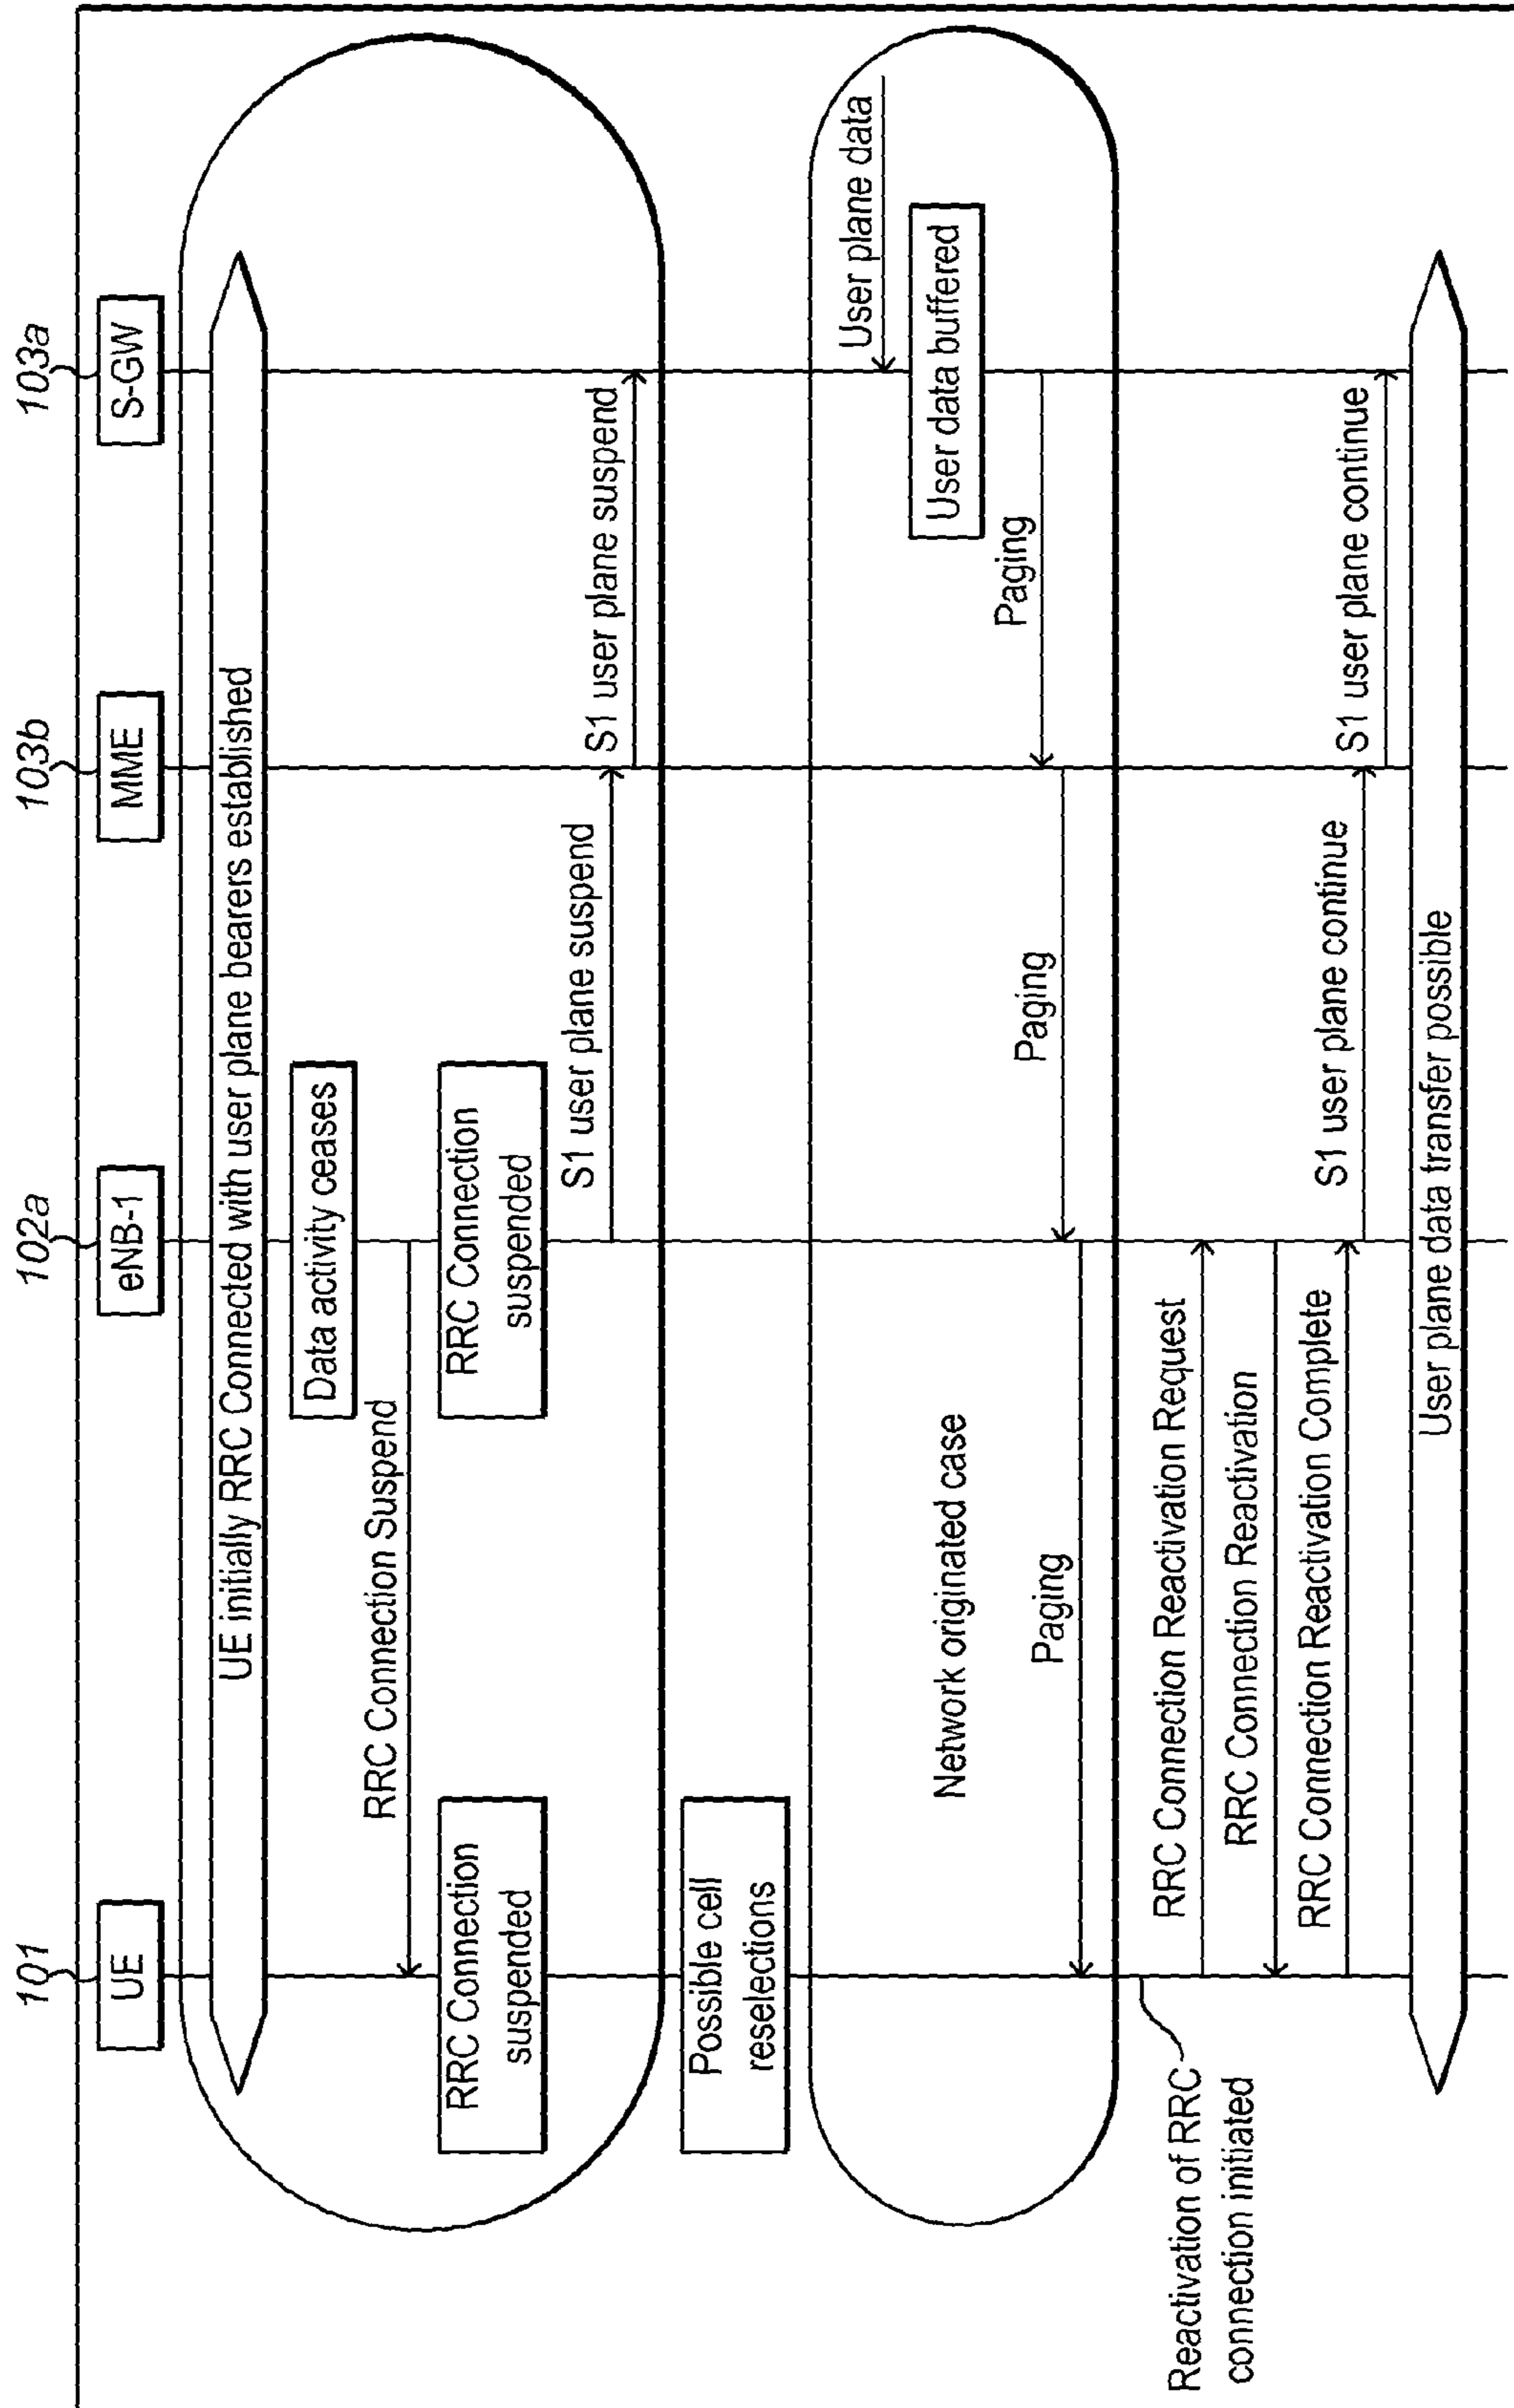 101
102a
103b
103a
UE
eNB-1
MME
S-GW
UE initially RRC Connected with user plane bearers established
Data activity ceases
RRC Connection Suspend
RRC Connection
suspended
RRC Connection
suspended
S1 user plane suspend
S1 user plane suspend
Possible cell
reselections
User plane data
Network originated case
User data buffered
Paging
Paging
Paging
Reactivation of RRC
connection initiated
RRC Connection Reactivation Request
RRC Connection Reactivation
RRC Connection Reactivation Complete
S1 user plane continue
S1 user plane continue
User plane data transfer possible